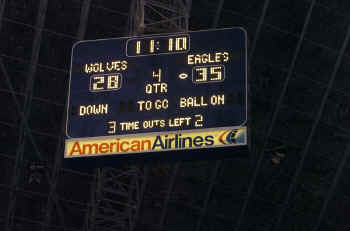 11:10
WOLVES EAGLES
28 4 35
QTR
DOWN TO GO BALL ON
3 TIME OUTS LEFT 2
AmericanAirlines